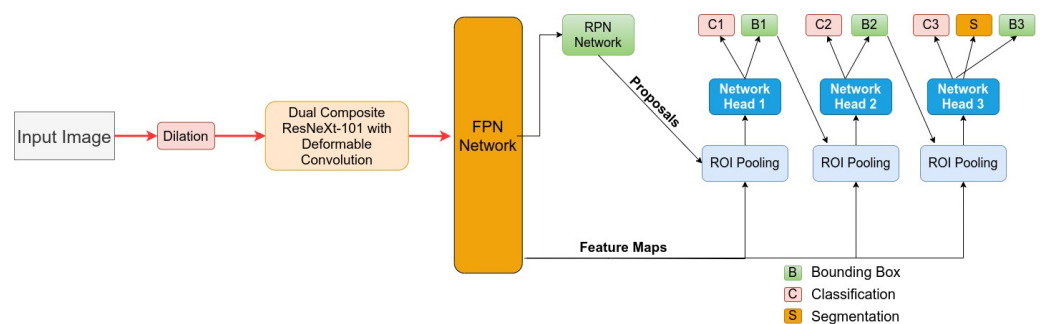 Input Image
Dilation
Dual Composite
ResNeXt-101 with
Deformable
Convolution
FPN
Network
RPN
Network
Proposals
Feature Maps
C1
B1
C2
B2
C3
S
B3
Network
Head 1
Network
Head 2
Network
Head 3
ROI Pooling
ROI Pooling
ROI Pooling
B Bounding Box
C Classification
S Segmentation